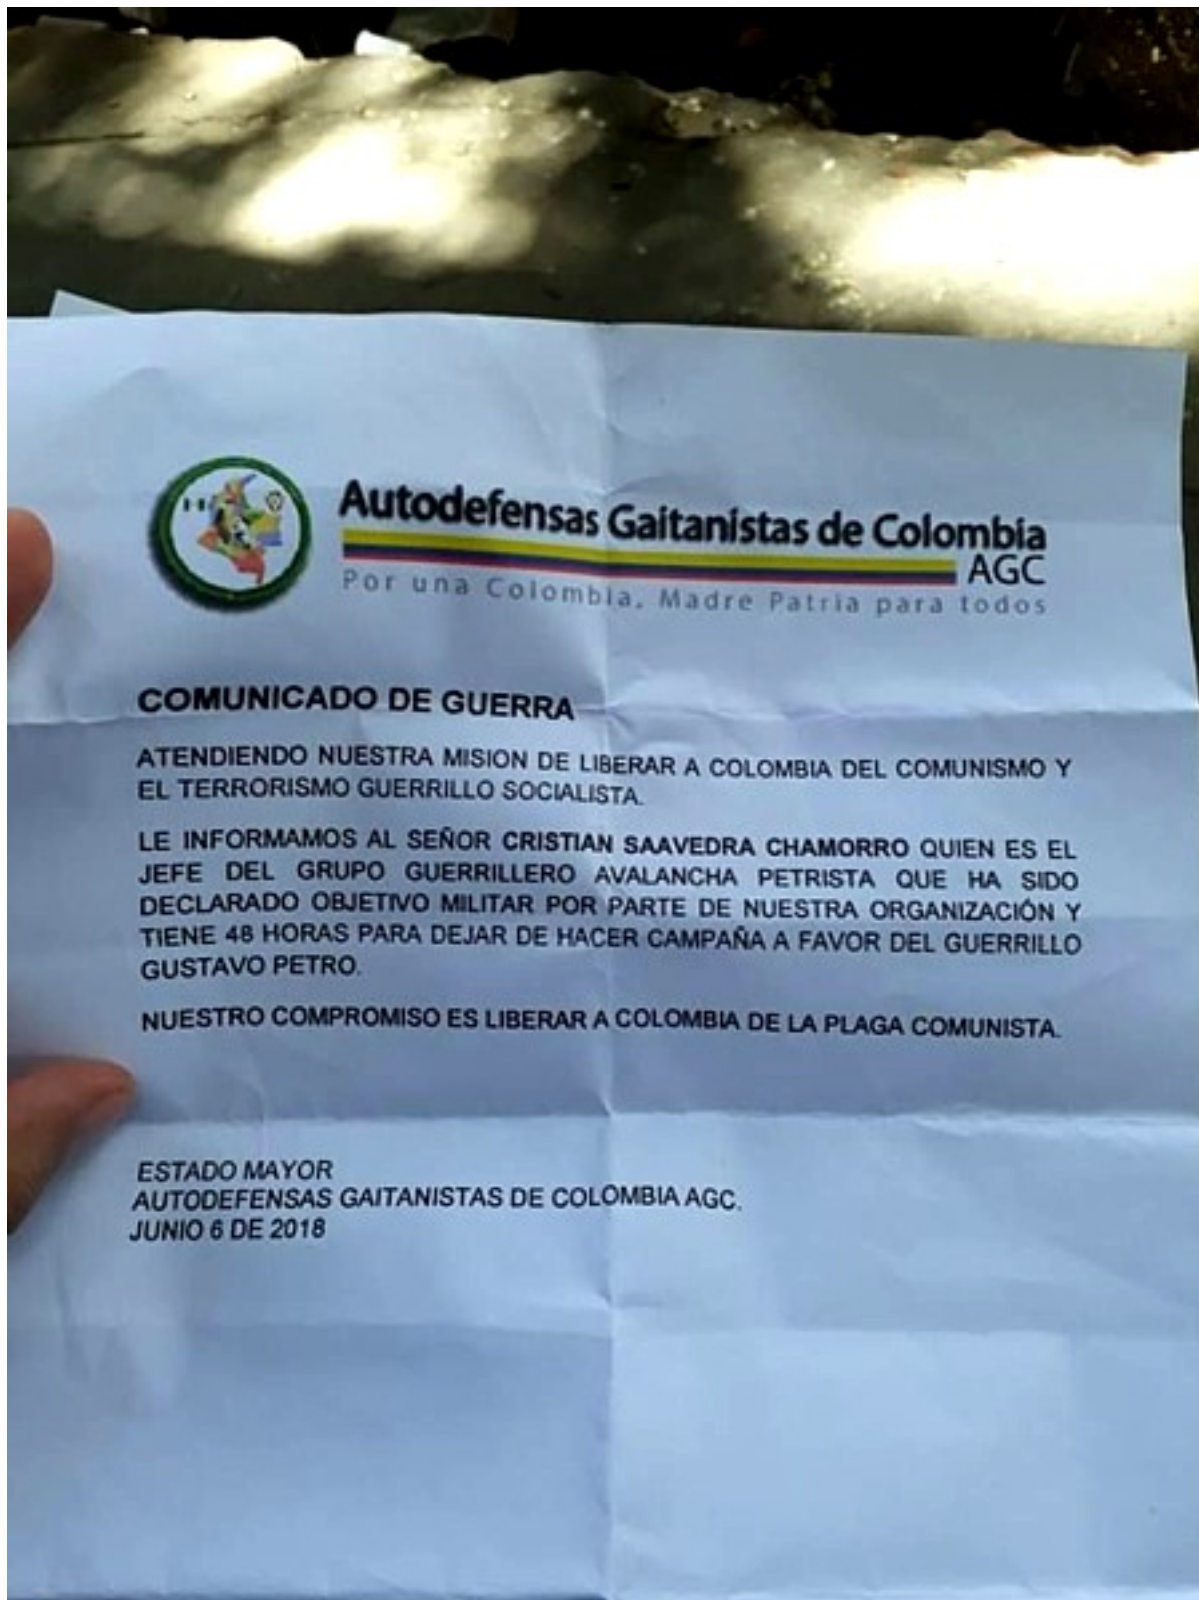 Autodefensas Gaitanistas de Colombia
AGC
Por una Colombia, Madre Patria para todos
COMUNICADO DE GUERRA
ATENDIENDO NUESTRA MISION DE LIBERAR A COLOMBIA DEL COMUNISMO Y
EL TERRORISMO GUERRILLO SOCIALISTA.
LE INFORMAMOS AL SEÑOR CRISTIAN SAAVEDRA CHAMORRO QUIEN ES EL
JEFE DEL GRUPO GUERRILLERO AVALANCHA PETRISTA QUE HA SIDO
DECLARADO OBJETIVO MILITAR POR PARTE DE NUESTRA ORGANIZACIÓN Y
TIENE 48 HORAS PARA DEJAR DE HACER CAMPAÑA A FAVOR DEL GUERRILLO
GUSTAVO PETRO.
NUESTRO COMPROMISO ES LIBERAR A COLOMBIA DE LA PLAGA COMUNISTA.
ESTADO MAYOR
AUTODEFENSAS GAITANISTAS DE COLOMBIA AGC.
JUNIO 6 DE 2018